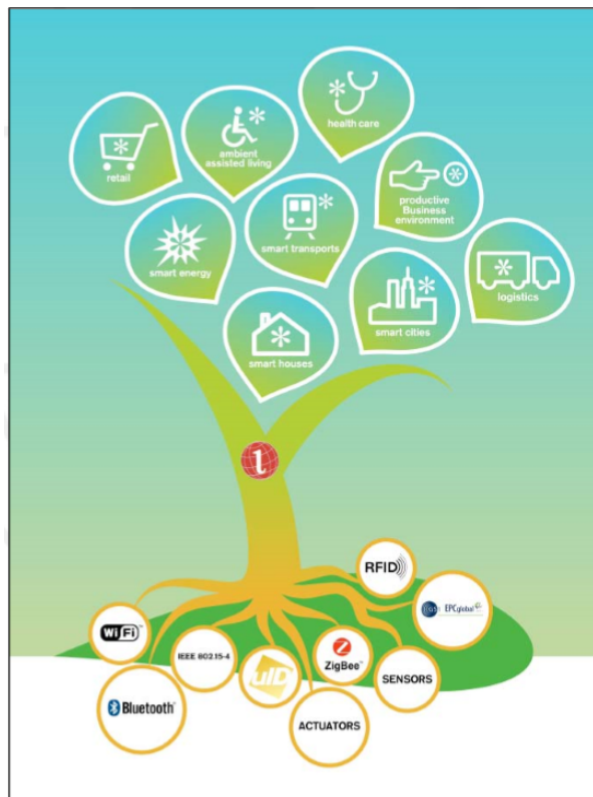 health care
ambient
assisted living
retail
productive
Business
environment
smart transports
smart energy
logistics
smart cities
smart houses
RFID
EPCglobal
WiFi
IEEE 802.15-4
uID
ZigBee
SENSORS
Bluetooth
ACTUATORS